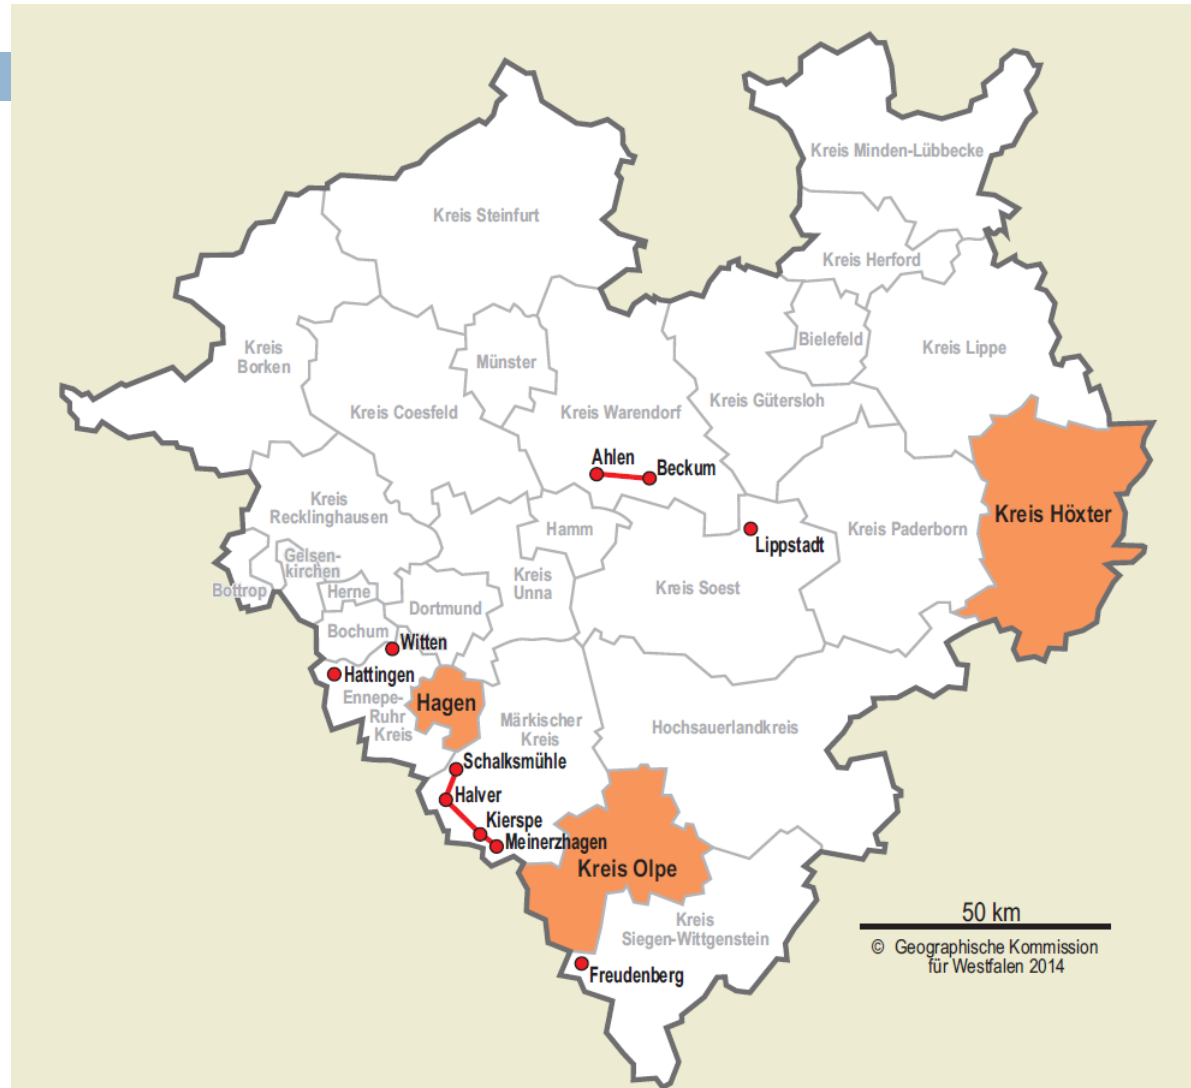 Kreis Minden-Lübbecke
Kreis Steinfurt
Kreis Herford
Bielefeld
Kreis Lippe
Kreis
Borken
Münster
Kreis Coesfeld
Kreis Warendorf
Kreis Gütersloh
Ahlen
Beckum
Kreis
Recklinghausen
Hamm
Lippstadt
Kreis Paderborn
Kreis Höxter
Gelsen-
kirchen
Bottrop
Herne
Dortmund
Kreis
Unna
Kreis Soest
Bochum
Witten
Hattingen
Ennepe-
Ruhr
Kreis
Hagen
Märkischer
Kreis
Hochsauerlandkreis
Schalksmühle
Halver
Kierspe
Meinerzhagen
Kreis Olpe
Kreis
Siegen-Wittgenstein
Freudenberg
50 km
© Geographische Kommission
für Westfalen 2014